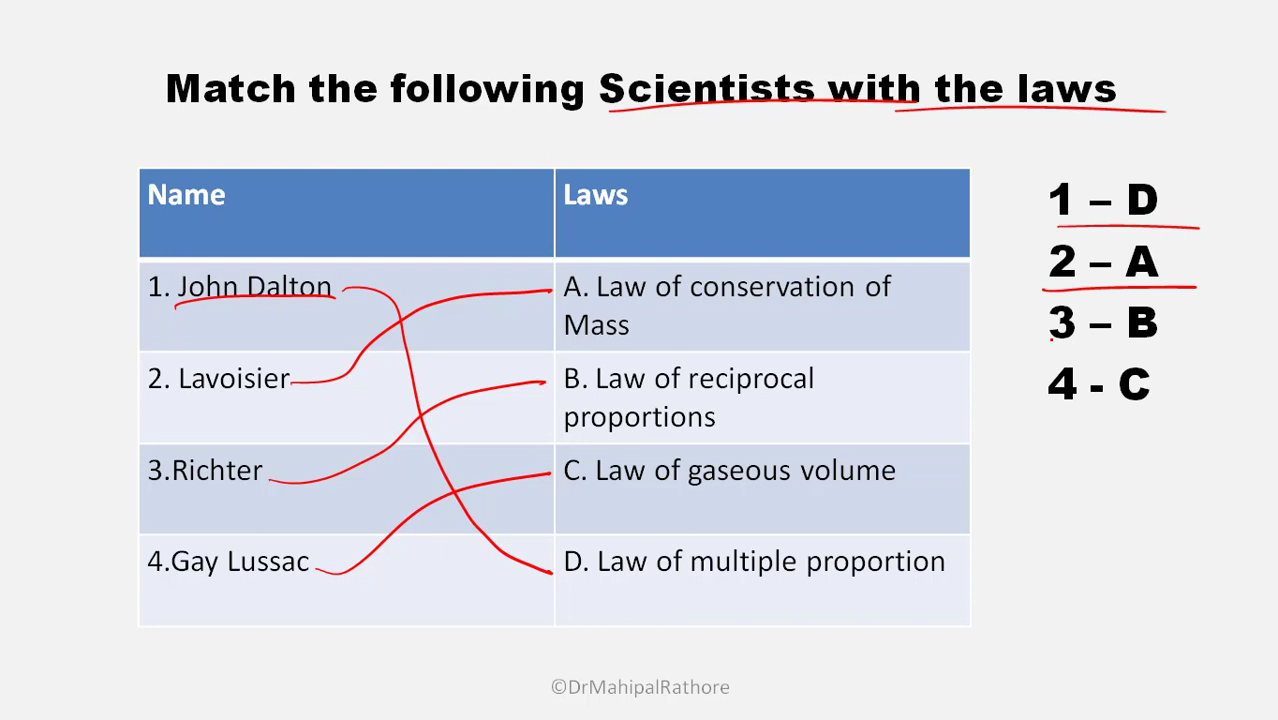 Match the following Scientists with the laws
Name
Laws
1. John Dalton
A. Law of conservation of
Mass
2. Lavoisier
B. Law of reciprocal
proportions
3.Richter
C. Law of gaseous volume
4.Gay Lussac
D. Law of multiple proportion
1 – D
2 – A
3 – B
4 - C
©DrMahipalRathore